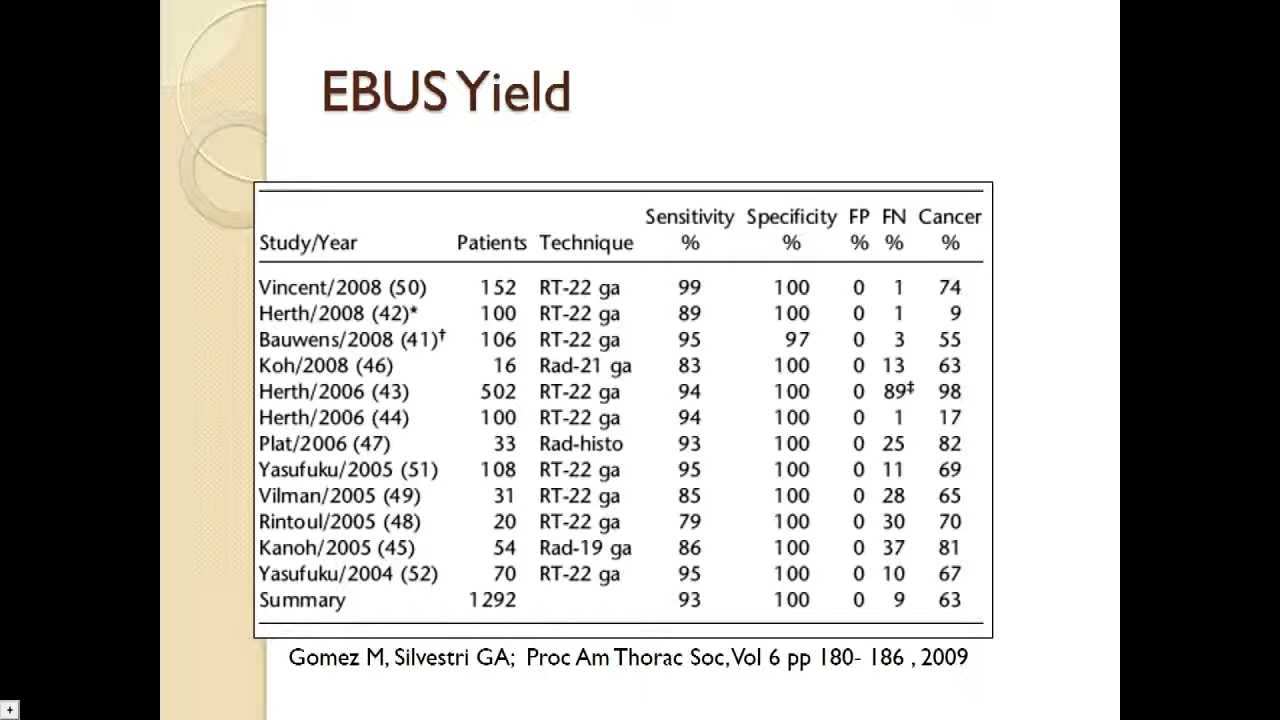 EBUS Yield
Sensitivity Specificity FP FN Cancer
Study/Year Patients Technique % % % % %
Vincent/2008 (50) 152 RT-22 ga 99 100 0 1 74
Herth/2008 (42)* 100 RT-22 ga 89 100 0 1 9
Bauwens/2008 (41)† 106 RT-22 ga 95 97 0 3 55
Koh/2008 (46) 16 Rad-21 ga 83 100 0 13 63
Herth/2006 (43) 502 RT-22 ga 94 100 0 89‡ 98
Herth/2006 (44) 100 RT-22 ga 94 100 0 1 17
Plat/2006 (47) 33 Rad-histo 93 100 0 25 82
Yasufuku/2005 (51) 108 RT-22 ga 95 100 0 11 69
Vilman/2005 (49) 31 RT-22 ga 85 100 0 28 65
Rintoul/2005 (48) 20 RT-22 ga 79 100 0 30 70
Kanoh/2005 (45) 54 Rad-19 ga 86 100 0 37 81
Yasufuku/2004 (52) 70 RT-22 ga 95 100 0 10 67
Summary 1292 93 100 0 9 63
Gomez M, Silvestri GA; Proc Am Thorac Soc, Vol 6 pp 180- 186 , 2009
+